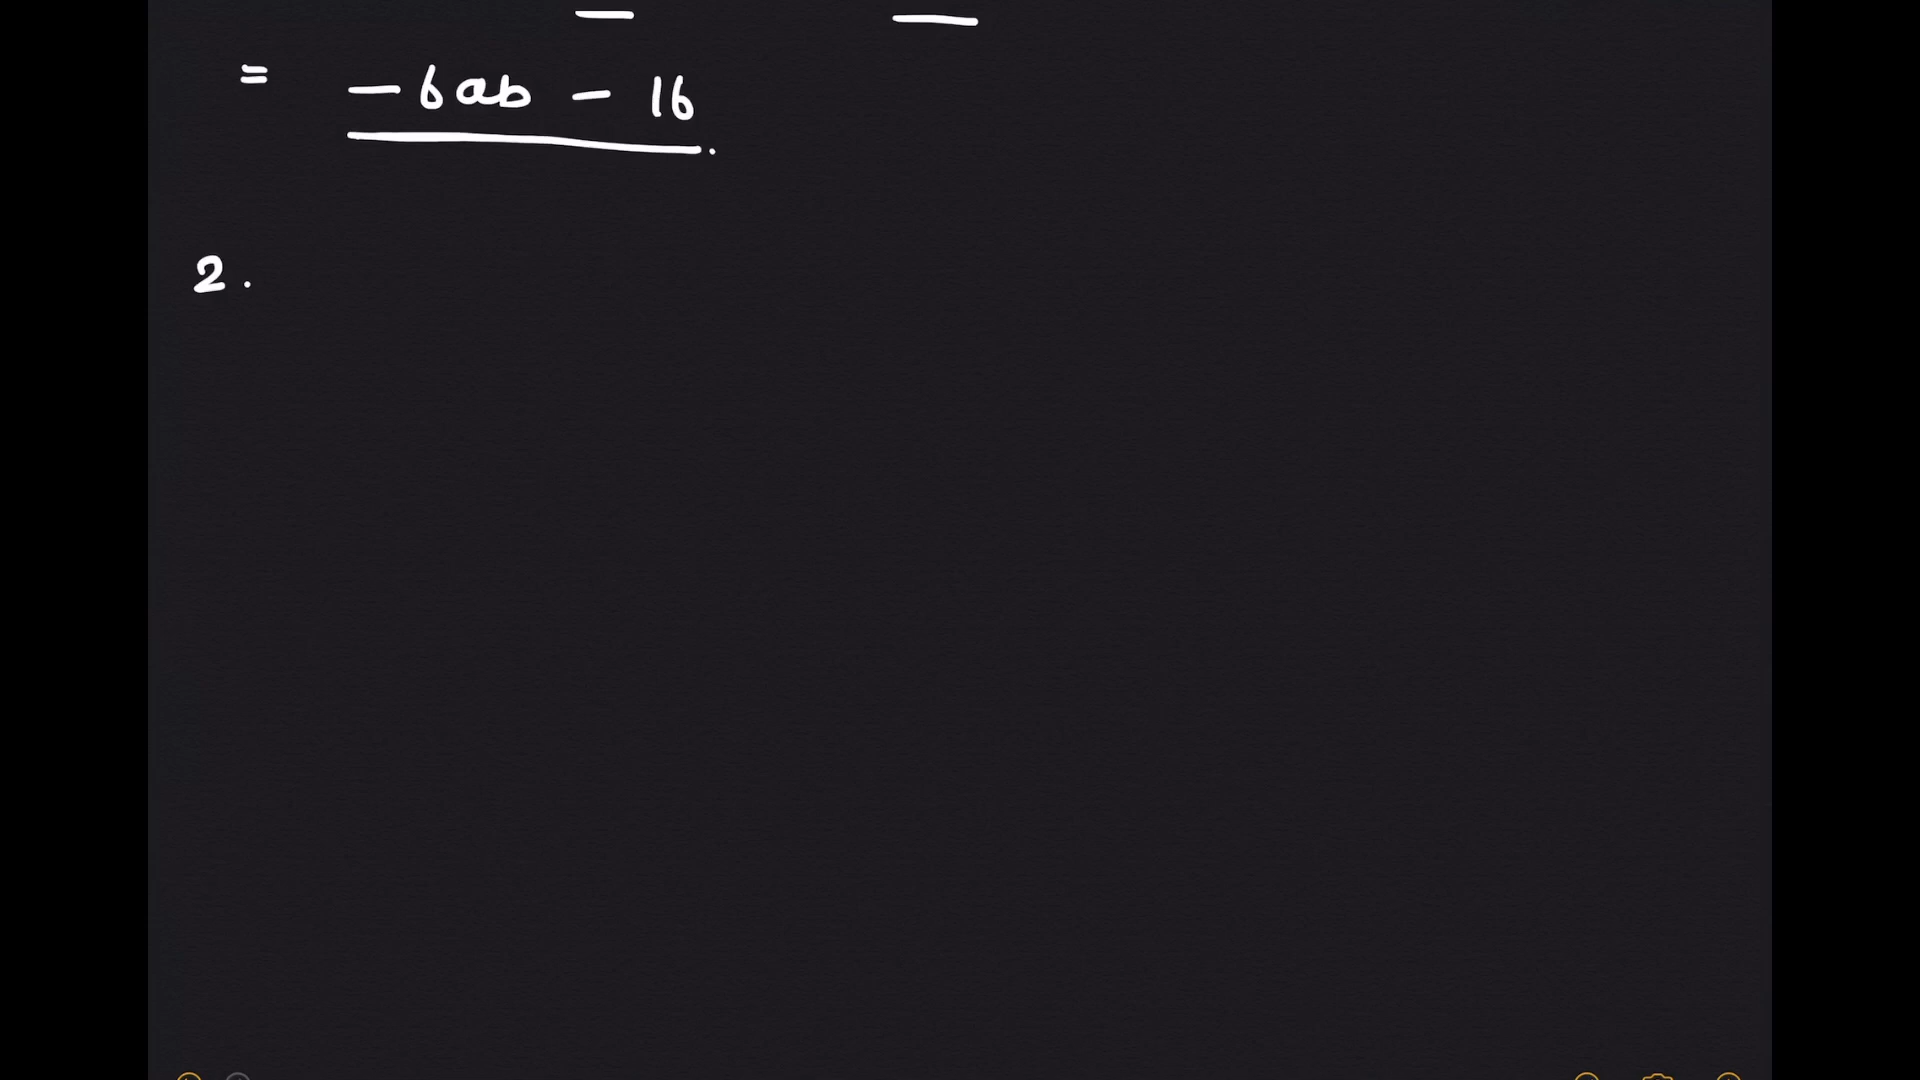 = - 6ab - 16.
2.